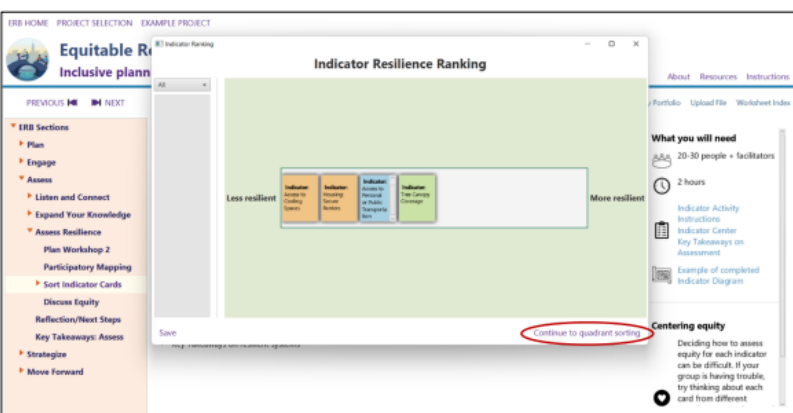 ERB HOME PROJECT SELECTION EXAMPLE PROJECT
Equitable R
Inclusive plann
About Resources Instructions
PREVIOUS NEXT
Portfolio Upload File Worksheet Index
ERB Sections
Plan
Engage
Assess
Listen and Connect
Expand Your Knowledge
Assess Resilience
Plan Workshop 2
Participatory Mapping
Sort Indicator Cards
Discuss Equity
Reflection/Next Steps
Key Takeaways: Assess
Strategize
Move Forward
Indicator Ranking
Indicator Resilience Ranking
All
Less resilient
Indicator:
Access to
Cooling
Spaces
Indicator:
Housing:
Secure
Renters
Indicator:
Access to
Personal
or Public
Transporta
tion
Indicator:
Tree Canopy
Coverage
More resilient
Save
Continue to quadrant sorting
What you will need
20-30 people + facilitators
2 hours
Indicator Activity
Instructions
Indicator Center
Key Takeaways on
Assessment
Example of completed
Indicator Diagram
Centering equity
Deciding how to assess
equity for each indicator
can be difficult. If your
group is having trouble,
try thinking about each
card from different